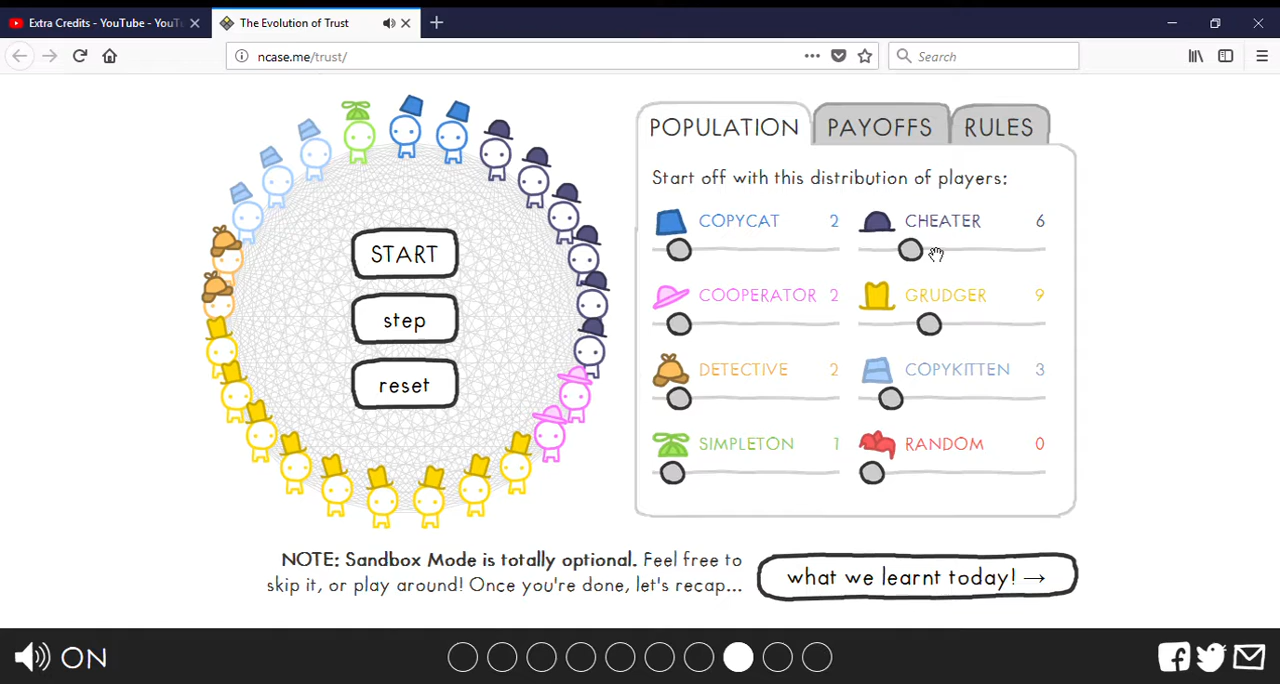 Extra Credits - YouTube - YouTu
The Evolution of Trust
ncase.me/trust/
Search
POPULATION
PAYOFFS
RULES
Start off with this distribution of players:
COPYCAT 2
CHEATER 6
COOPERATOR 2
GRUDGER 9
DETECTIVE 2
COPYKITTEN 3
SIMPLETON 1
RANDOM 0
START
step
reset
NOTE: Sandbox Mode is totally optional. Feel free to
skip it, or play around! Once you're done, let's recap...
what we learnt today! →
ON